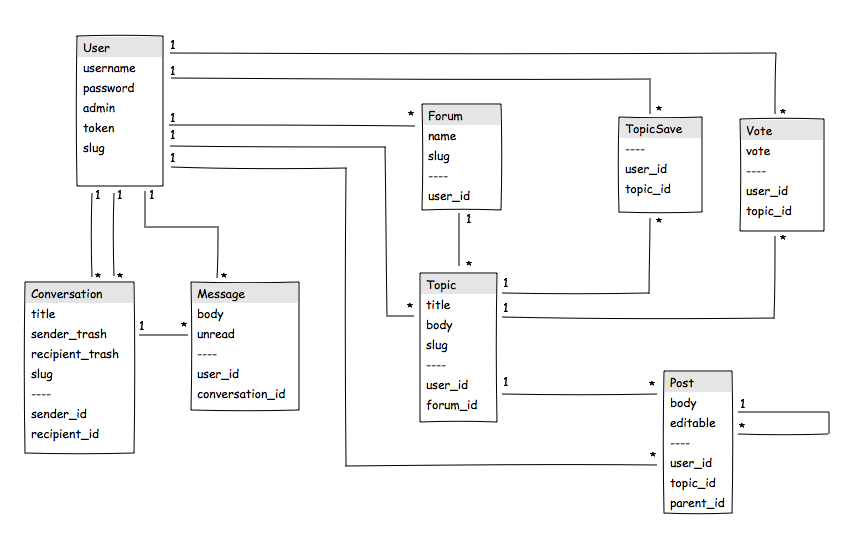 User
username
password
admin
token
slug
1
1
1
1
1
1
1
1
*
Forum
name
slug
----
user_id
*
TopicSave
----
user_id
topic_id
*
Vote
vote
----
user_id
topic_id
*
*
*
Conversation
title
sender_trash
recipient_trash
slug
----
sender_id
recipient_id
1
*
Message
body
unread
----
user_id
conversation_id
1
*
*
Topic
title
body
slug
----
user_id
forum_id
1
1
1
*
*
*
*
Post
body
editable
----
user_id
topic_id
parent_id
1
*